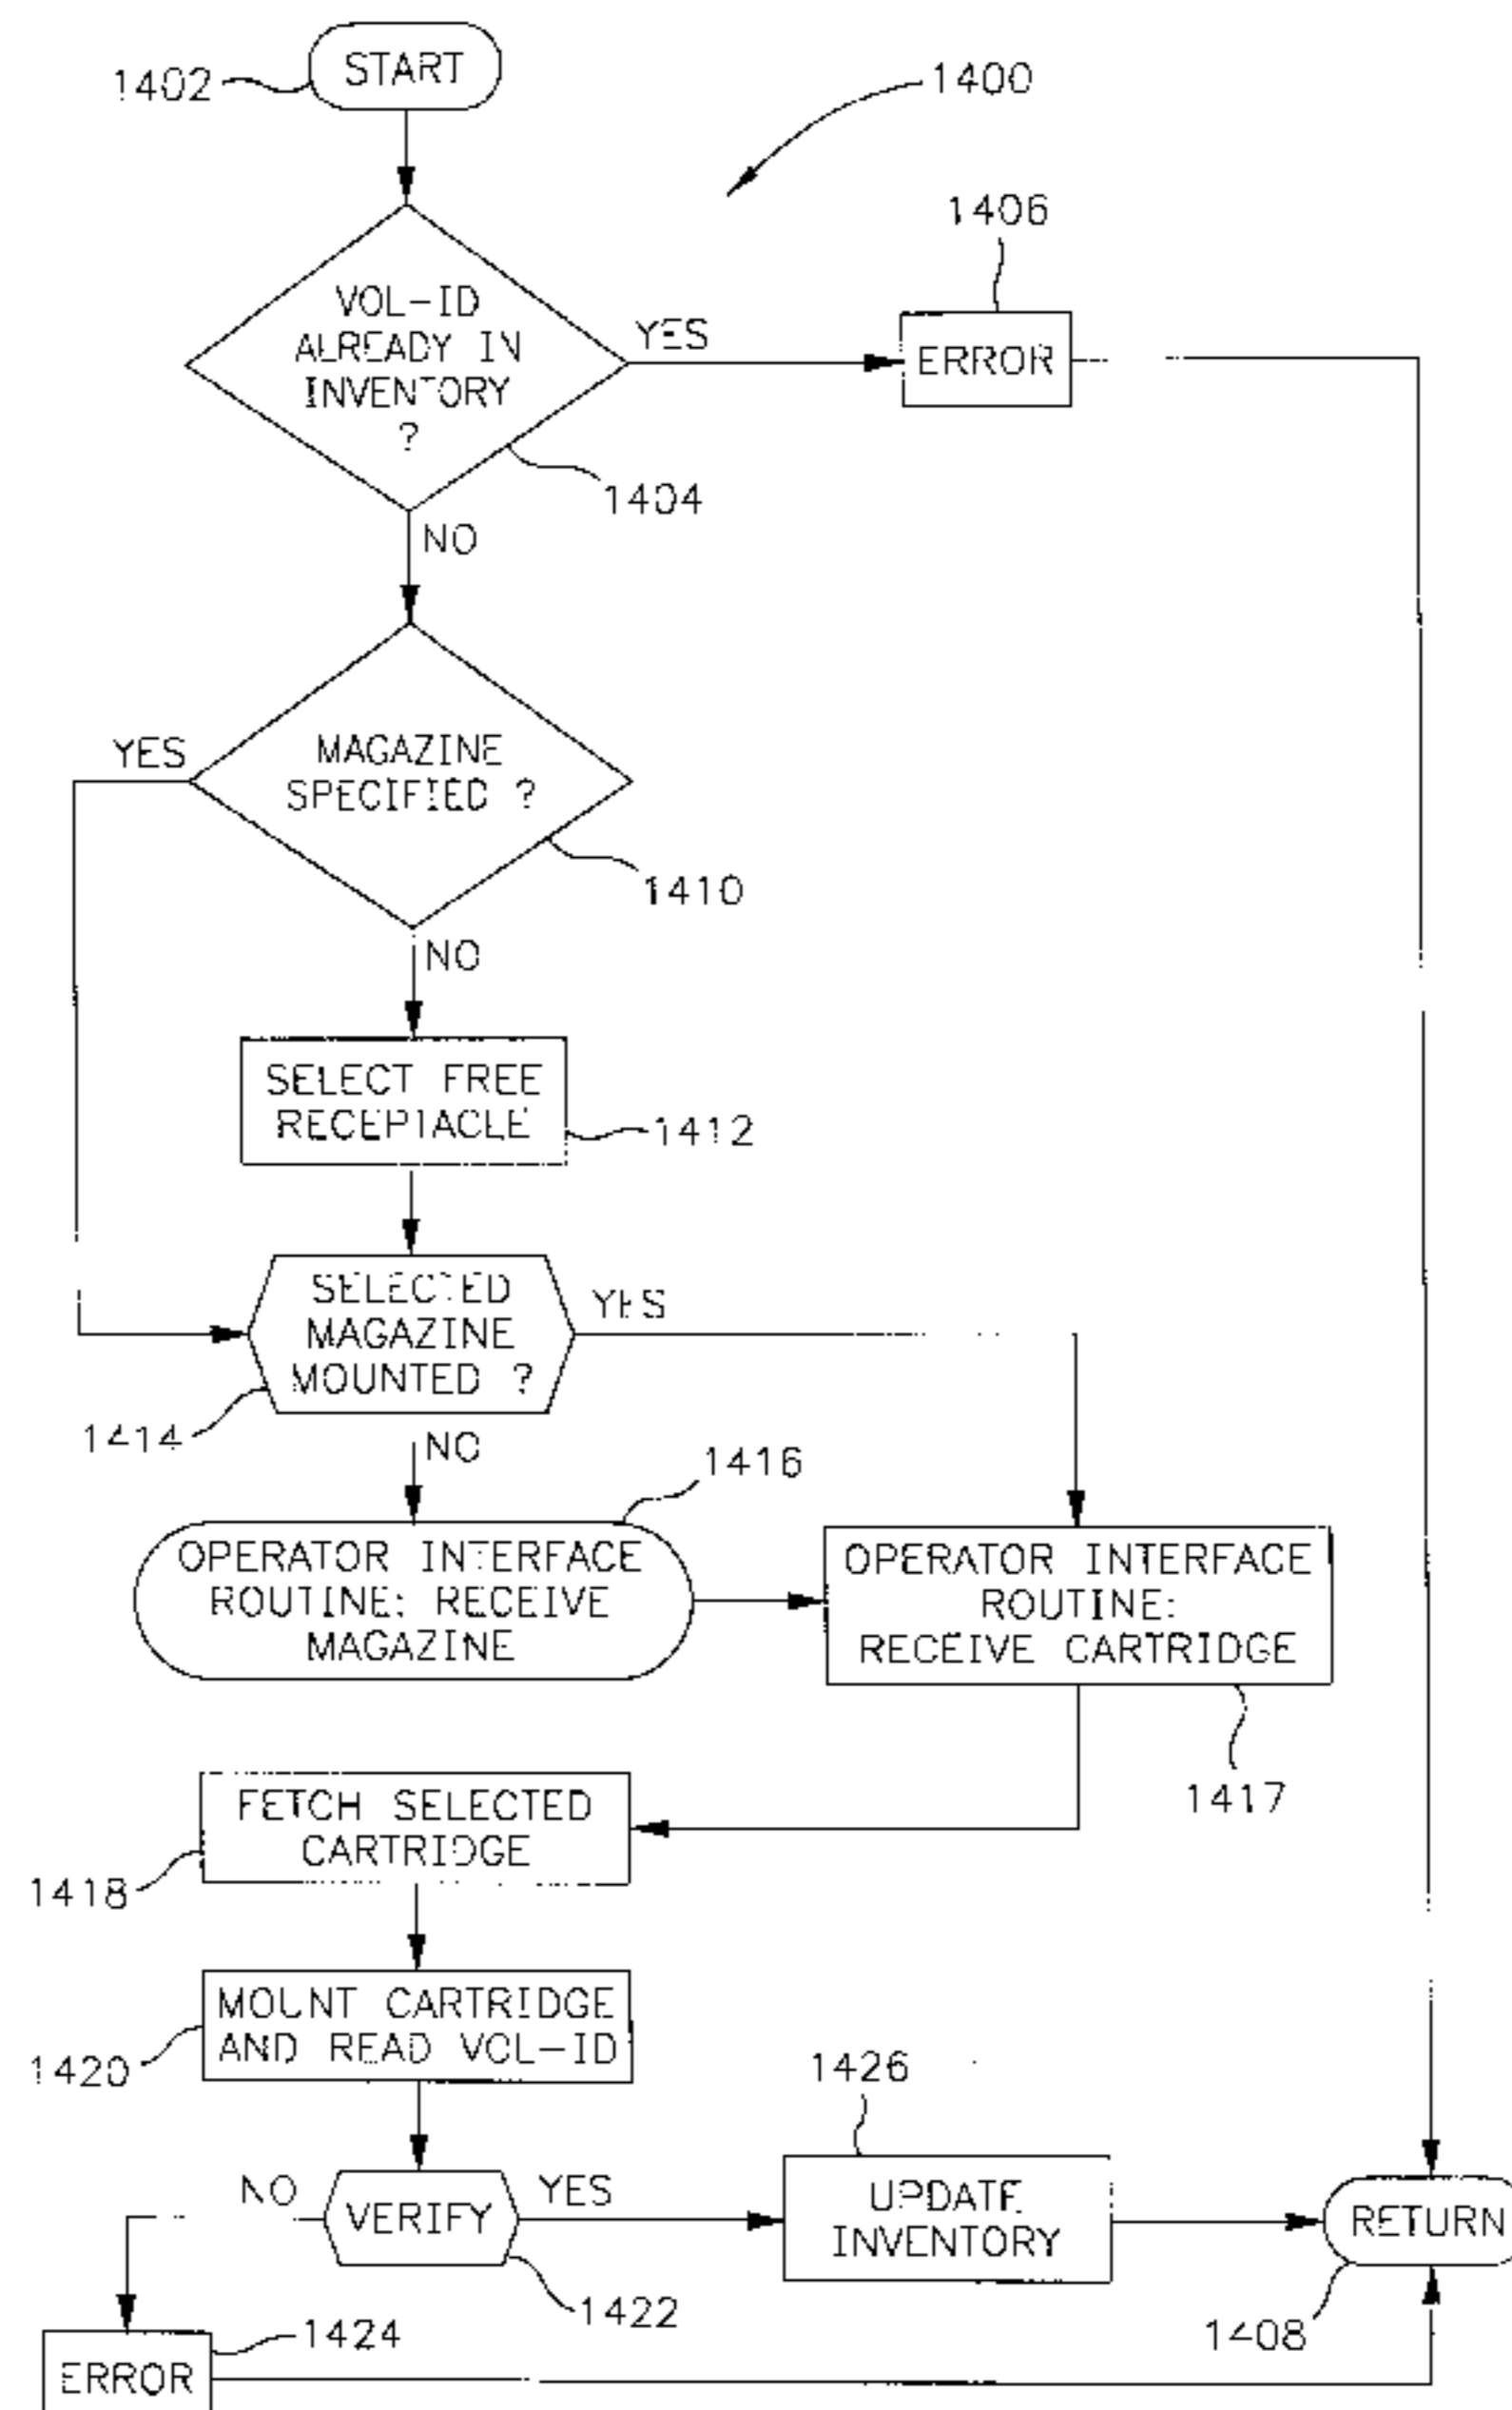 START
1402
1400
1406
VOL-ID
ALREADY IN
INVENTORY
?
YES
ERROR
1404
NO
YES
MAGAZINE
SPECIFIED ?
1410
NO
SELECT FREE
RECEPTACLE
1412
SELECTED
MAGAZINE
MOUNTED ?
YES
1414
NO
1416
OPERATOR INTERFACE
ROUTINE: RECEIVE
MAGAZINE
OPERATOR INTERFACE
ROUTINE:
RECEIVE CARTRIDGE
1417
FETCH SELECTED
CARTRIDGE
1418
MOUNT CARTRIDGE
AND READ VOL-ID
1420
1426
NO
VERIFY
YES
UPDATE
INVENTORY
RETURN
1422
1408
1424
ERROR